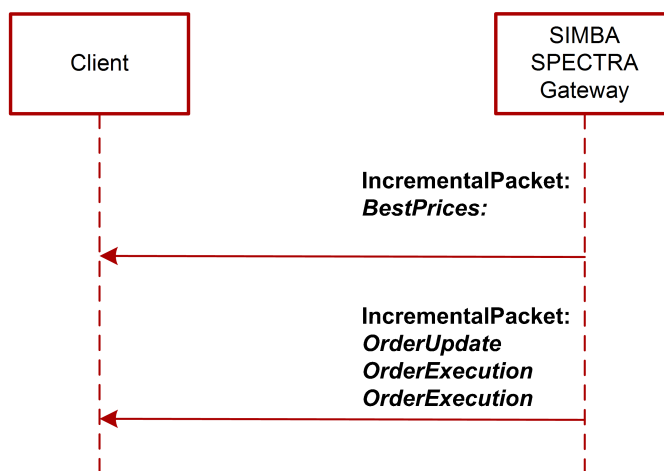 Client
SIMBA
SPECTRA
Gateway
IncrementalPacket:
BestPrices:
IncrementalPacket:
OrderUpdate
OrderExecution
OrderExecution